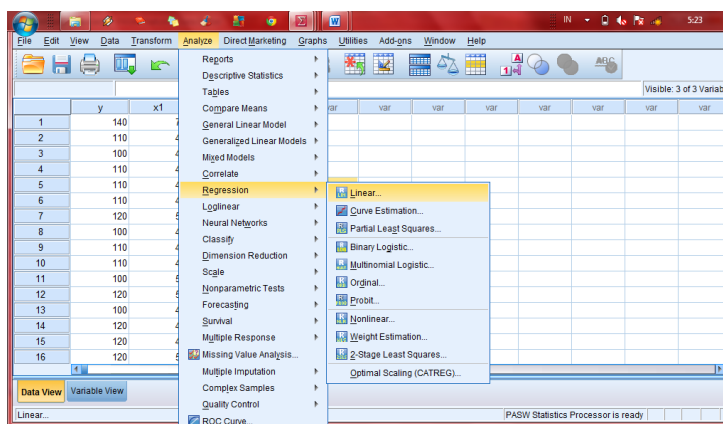 IN 5:23
File Edit View Data Transform Analyze Direct Marketing Graphs Utilities Add-ons Window Help
Visible: 3 of 3 Variab
y x1 var var var var var var var
1 140
2 110
3 100
4 110
5 110
6 110
7 120
8 100
9 110
10 110
11 100
12 120
13 100
14 120
15 120
16 120
Reports
Descriptive Statistics
Tables
Compare Means
General Linear Model
Generalized Linear Models
Mixed Models
Correlate
Regression
Loglinear
Neural Networks
Classify
Dimension Reduction
Scale
Nonparametric Tests
Forecasting
Survival
Multiple Response
Missing Value Analysis...
Multiple Imputation
Complex Samples
Quality Control
ROC Curve...
Linear...
Curve Estimation...
Partial Least Squares...
Binary Logistic...
Multinomial Logistic...
Ordinal...
Probit...
Nonlinear...
Weight Estimation...
2-Stage Least Squares...
Optimal Scaling (CATREG)...
Data View Variable View
Linear... PASW Statistics Processor is ready